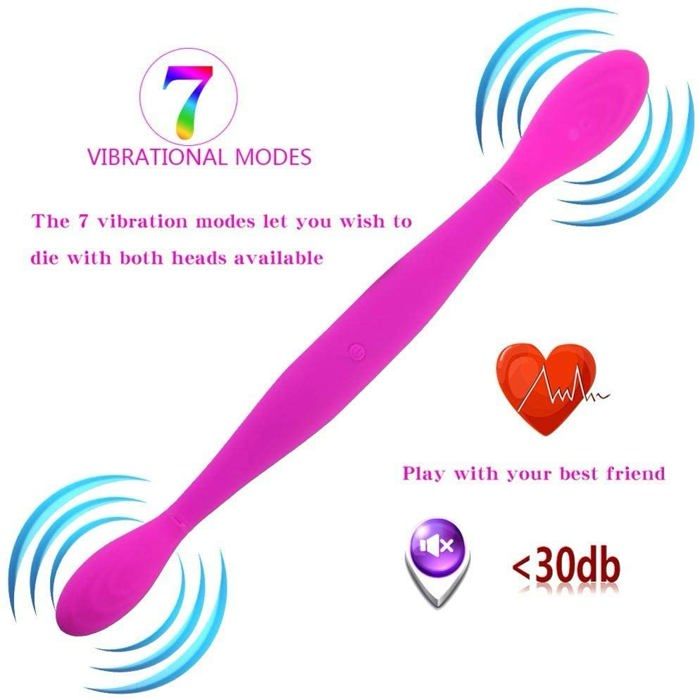 7
VIBRATIONAL MODES
The 7 vibration modes let you wish to
die with both heads available
Play with your best friend
<30db